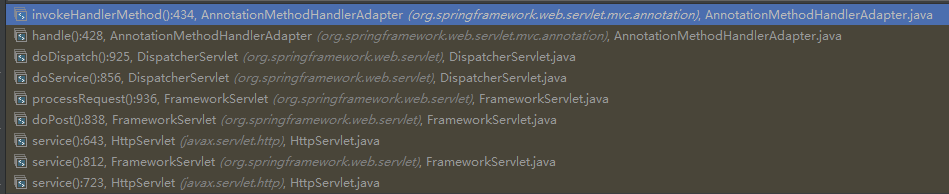 invokeHandlerMethod():434, AnnotationMethodHandlerAdapter (org.springframework.web.servlet.mvc.annotation), AnnotationMethodHandlerAdapter.java
handle():428, AnnotationMethodHandlerAdapter (org.springframework.web.servlet.mvc.annotation), AnnotationMethodHandlerAdapter.java
doDispatch():925, DispatcherServlet (org.springframework.web.servlet), DispatcherServlet.java
doService():856, DispatcherServlet (org.springframework.web.servlet), DispatcherServlet.java
processRequest():936, FrameworkServlet (org.springframework.web.servlet), FrameworkServlet.java
doPost():838, FrameworkServlet (org.springframework.web.servlet), FrameworkServlet.java
service():643, HttpServlet (javax.servlet.http), HttpServlet.java
service():812, FrameworkServlet (org.springframework.web.servlet), FrameworkServlet.java
service():723, HttpServlet (javax.servlet.http), HttpServlet.java